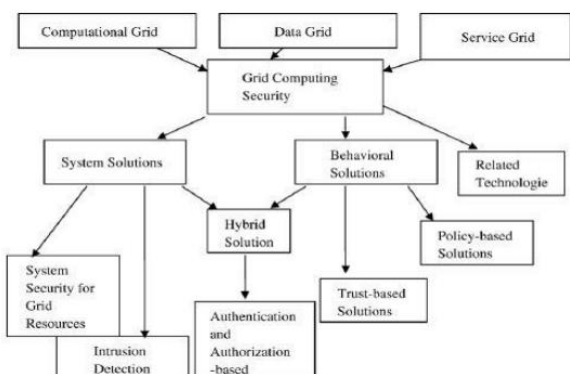 Computational Grid
Data Grid
Service Grid
Grid Computing
Security
System Solutions
Behavioral
Solutions
Related
Technologie
Hybrid
Solution
Policy-based
Solutions
System
Security for
Grid
Resources
Trust-based
Solutions
Authentication
and
Authorization
-based
Intrusion
Detection